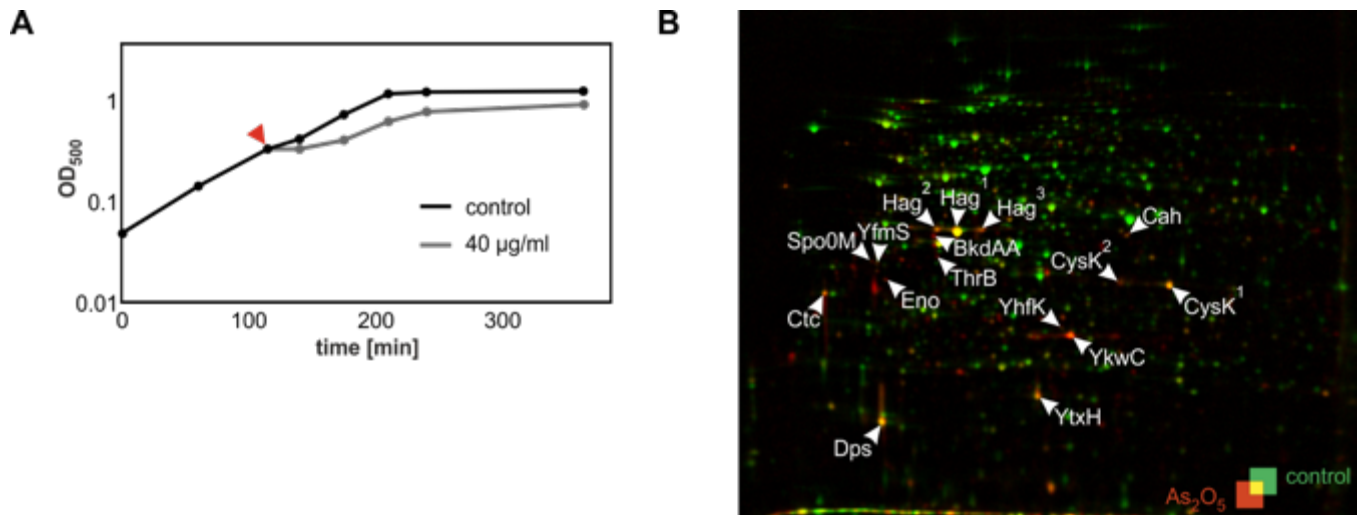 A
OD500
1
0.1
0.01
0
100
200
300
time [min]
control
40 µg/ml
B
Hag2
Hag1
Hag3
Cah
Spo0M
YfmS
BkdAA
CysK2
ThrB
Eno
CysK1
Ctc
YhfK
YkwC
YtxH
Dps
control
As2O5